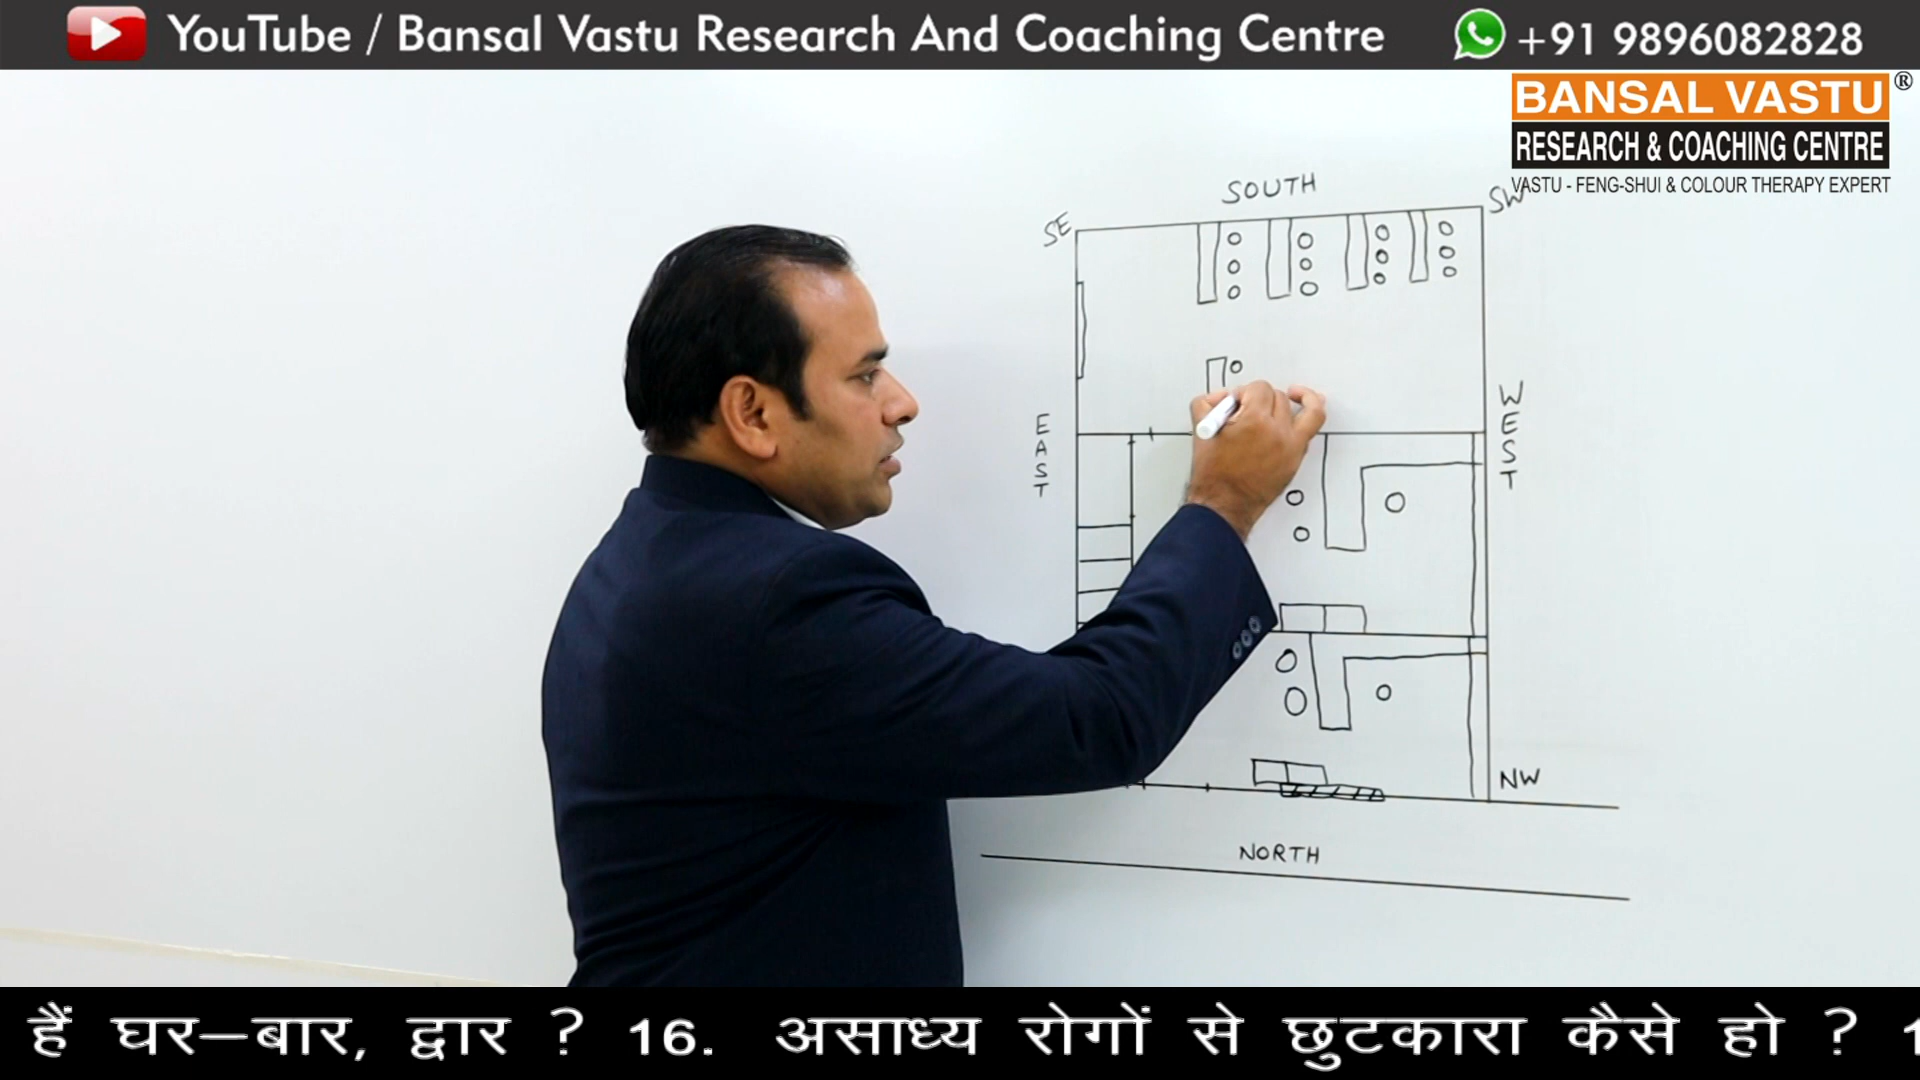 YouTube / Bansal Vastu Research And Coaching Centre +91 9896082828
BANSAL VASTU ®
RESEARCH & COACHING CENTRE
VASTU - FENG-SHUI & COLOUR THERAPY EXPERT
SOUTH
SE
SW
EAST
WEST
NW
NORTH
हैं घर–बार, द्वार ? 16. असाध्य रोगों से छुटकारा कैसे हो ? 1